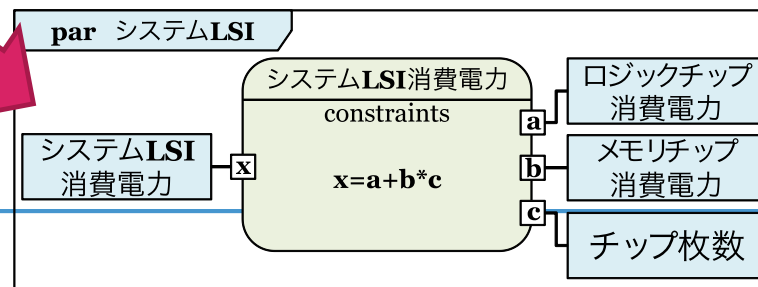 par システムLSI
システムLSI消費電力
constraints
x=a+b*c
システムLSI
消費電力
x
a
b
c
ロジックチップ
消費電力
メモリチップ
消費電力
チップ枚数